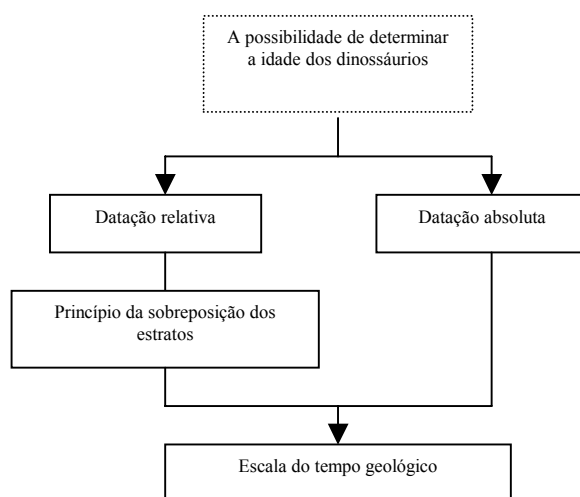 A possibilidade de determinar
a idade dos dinossáurios
Datação relativa
Datação absoluta
Princípio da sobreposição dos
estratos
Escala do tempo geológico